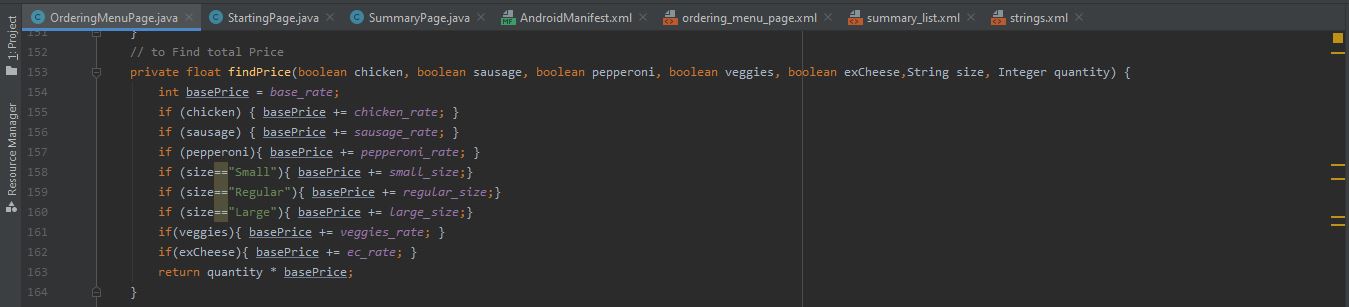 OrderingMenuPage.java StartingPage.java SummaryPage.java AndroidManifest.xml ordering_menu_page.xml summary_list.xml strings.xml
1: Project
Resource Manager
151 }
152 // to Find total Price
153 private float findPrice(boolean chicken, boolean sausage, boolean pepperoni, boolean veggies, boolean exCheese,String size, Integer quantity) {
154 int basePrice = base_rate;
155 if (chicken) { basePrice += chicken_rate; }
156 if (sausage) { basePrice += sausage_rate; }
157 if (pepperoni){ basePrice += pepperoni_rate; }
158 if (size=="Small"){ basePrice += small_size;}
159 if (size=="Regular"){ basePrice += regular_size;}
160 if (size=="Large"){ basePrice += large_size;}
161 if(veggies){ basePrice += veggies_rate; }
162 if(exCheese){ basePrice += ec_rate; }
163 return quantity * basePrice;
164 }